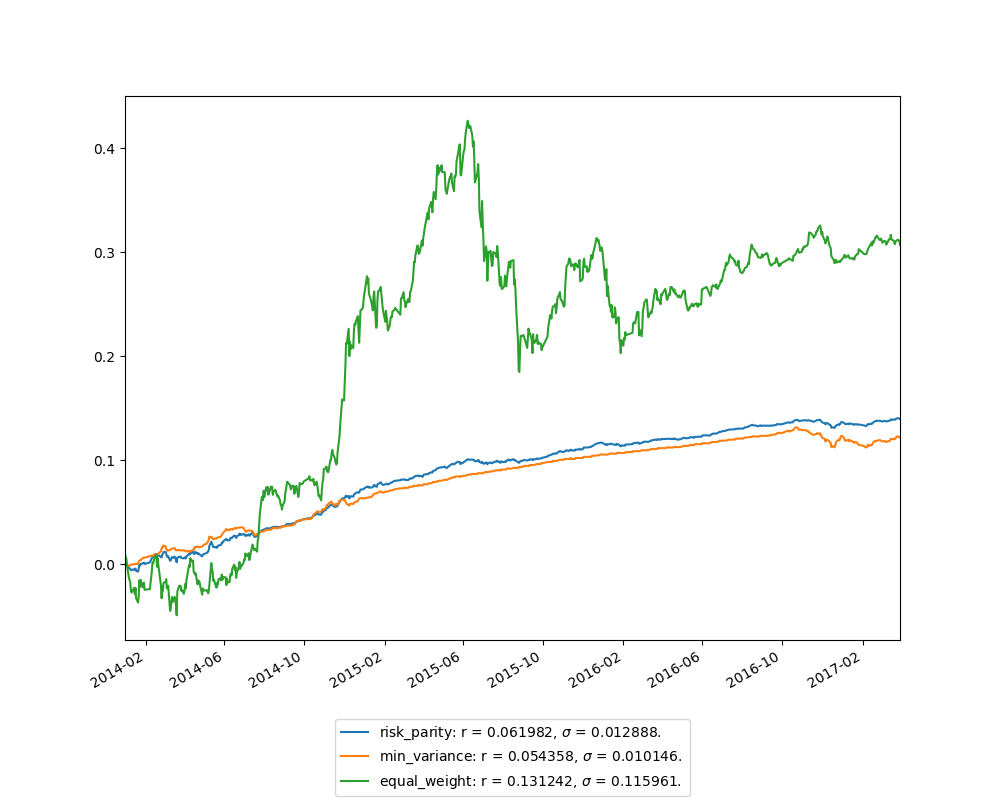 0.4
0.3
0.2
0.1
0.0
2014-02 2014-06 2014-10 2015-02 2015-06 2015-10 2016-02 2016-06 2016-10 2017-02
risk_parity: r = 0.061982, σ = 0.012888.
min_variance: r = 0.054358, σ = 0.010146.
equal_weight: r = 0.131242, σ = 0.115961.